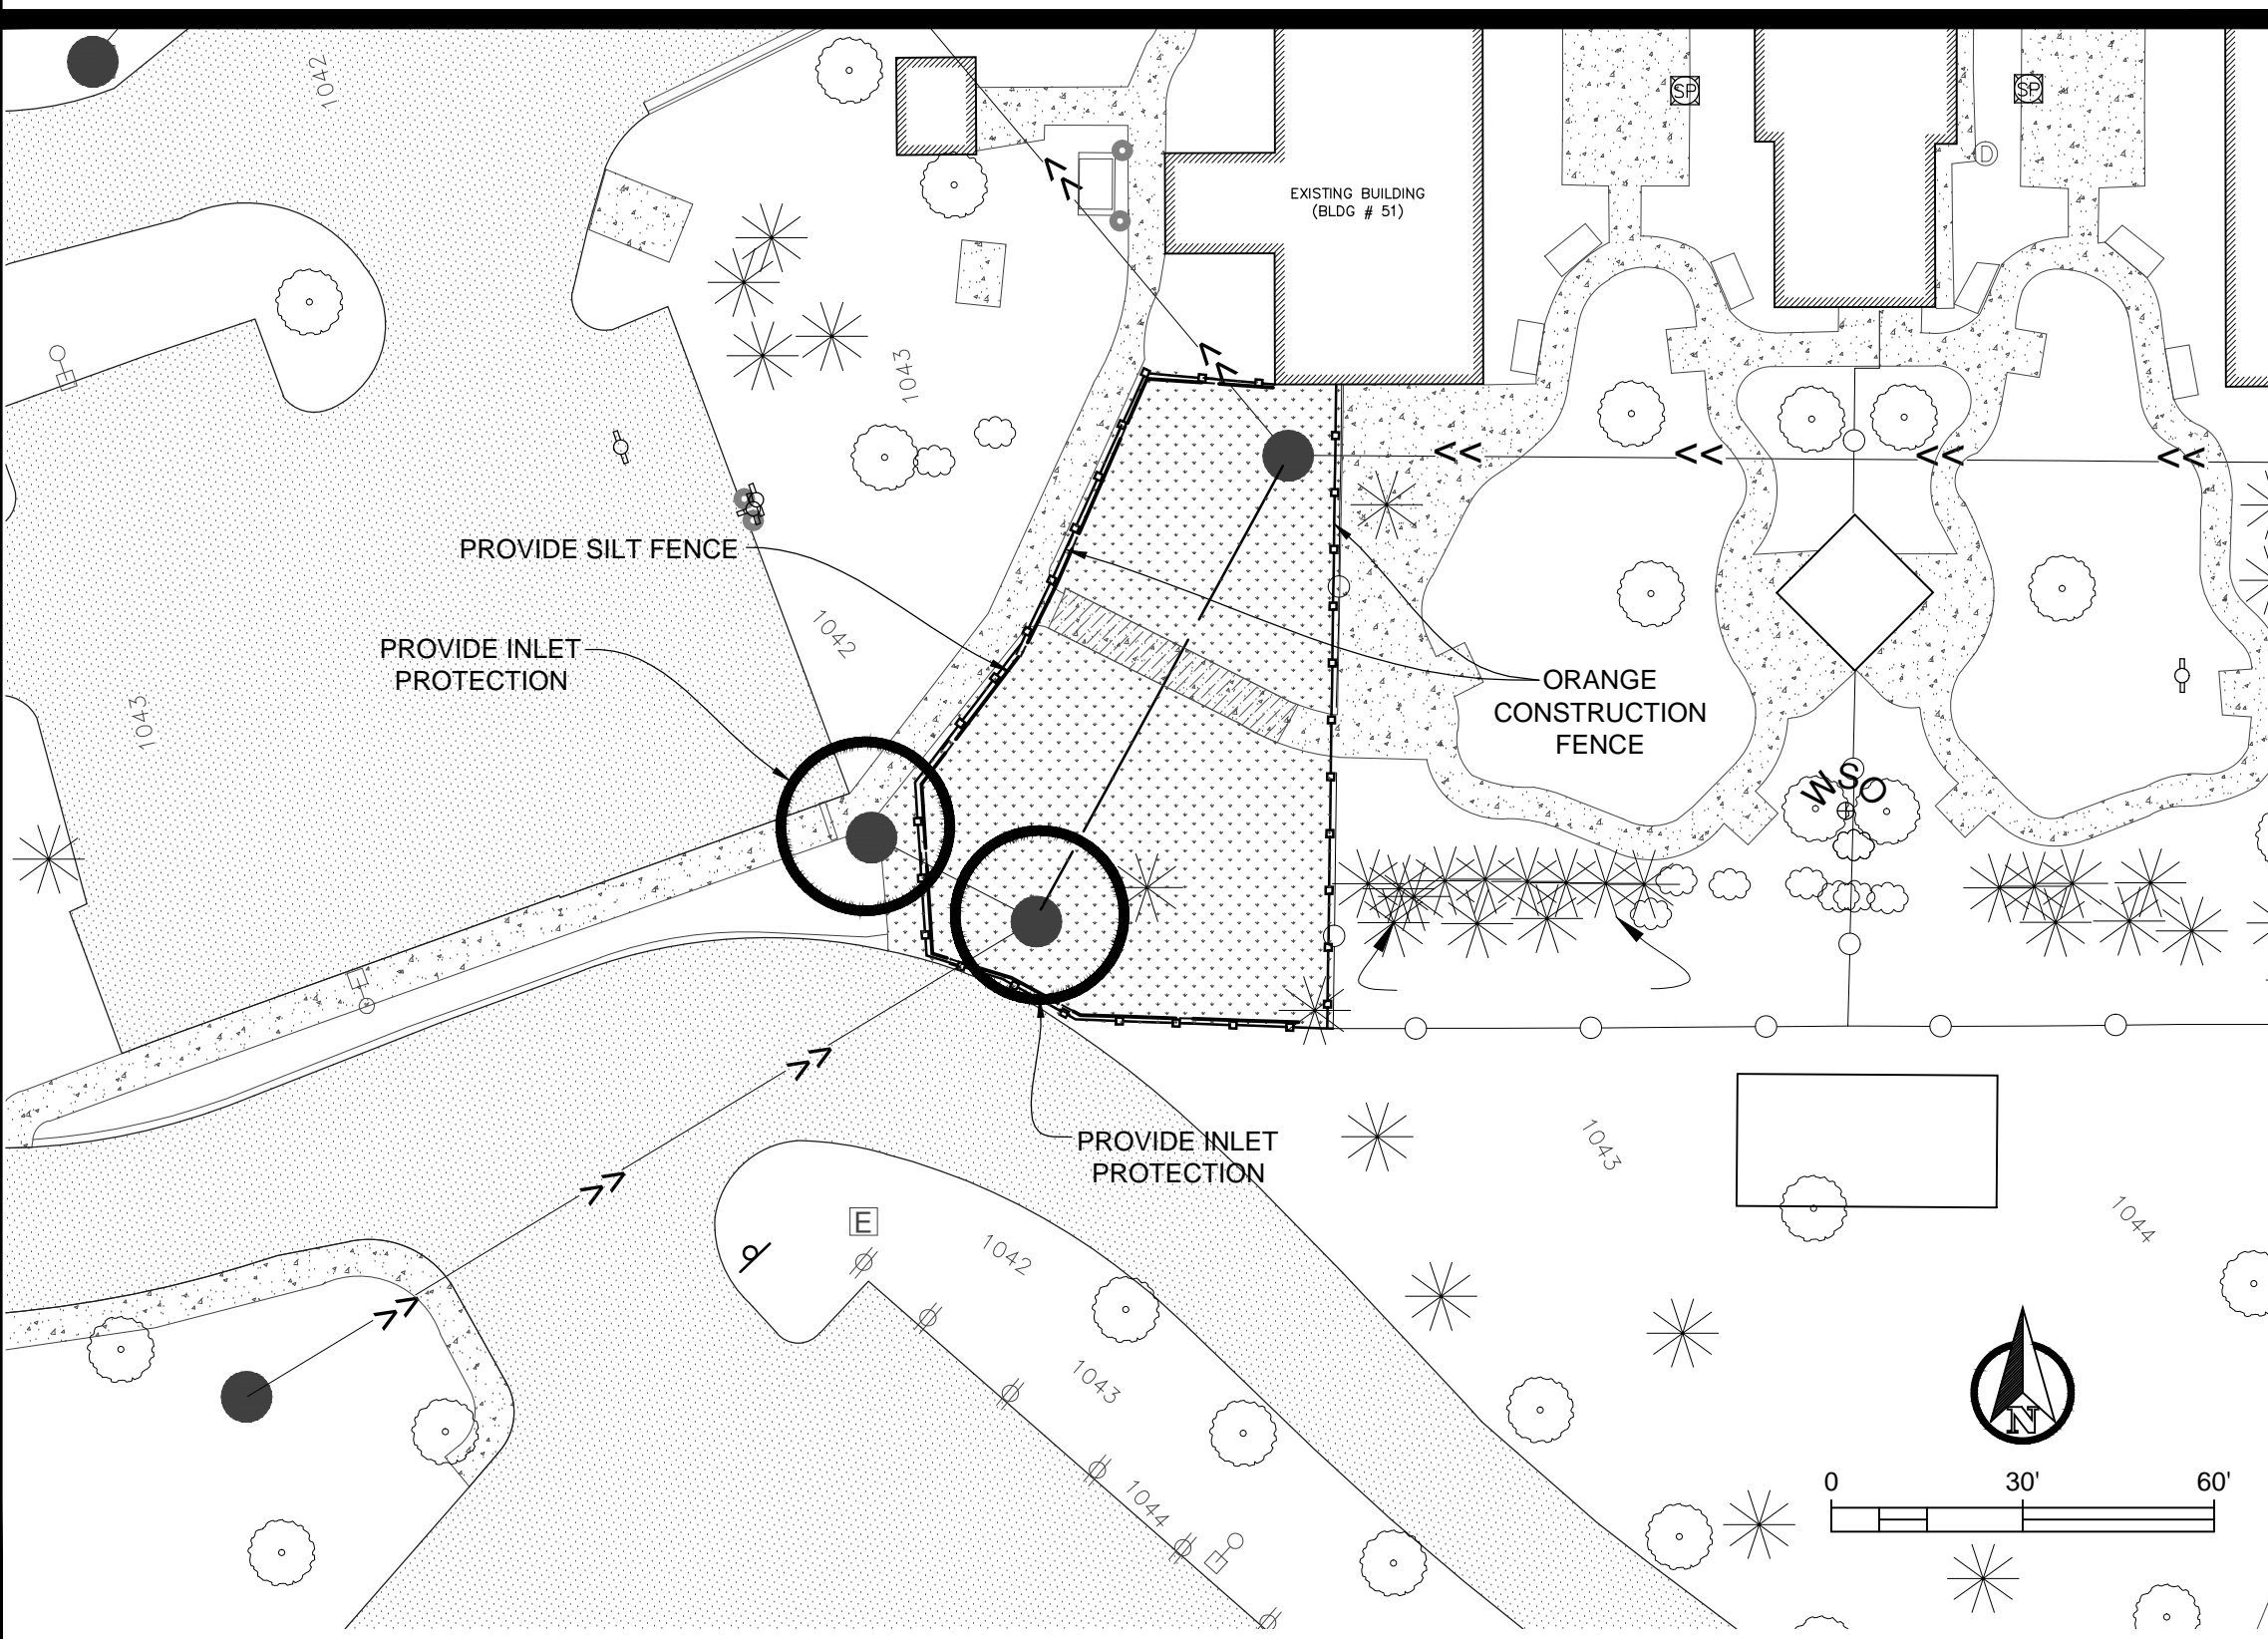 1042
SP
SP
D
EXISTING BUILDING
(BLDG # 51)
1043
PROVIDE SILT FENCE
1042
PROVIDE INLET
PROTECTION
ORANGE
CONSTRUCTION
FENCE
1043
WSO
PROVIDE INLET
PROTECTION
1043
1044
E
1042
1043
N
1044
0 30' 60'